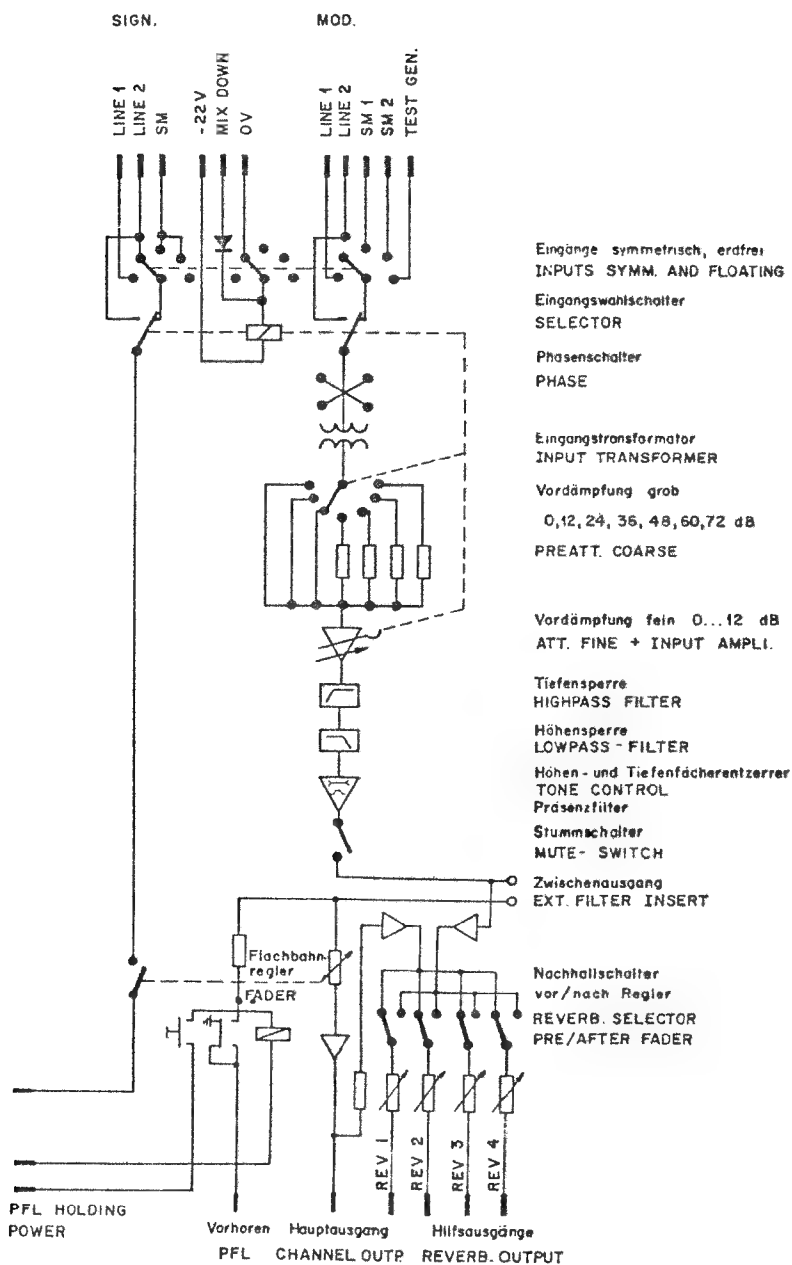 SIGN.
MOD.
LINE 1
LINE 2
SM
-22V
MIX DOWN
0V
LINE 1
LINE 2
SM 1
SM 2
TEST GEN.
Eingänge symmetrisch, erdfrei
INPUTS SYMM. AND FLOATING
Eingangswahlschalter
SELECTOR
Phasenschalter
PHASE
Eingangstransformator
INPUT TRANSFORMER
Vordämpfung grob
0,12,24, 36, 48,60,72 dB
PREATT. COARSE
Vordämpfung fein 0...12 dB
ATT. FINE + INPUT AMPLI.
Tiefensperre
HIGHPASS FILTER
Höhensperre
LOWPASS - FILTER
Höhen- und Tiefenfächerentzerrer
TONE CONTROL
Präsenzfilter
Stummschalter
MUTE- SWITCH
Zwischenausgang
EXT. FILTER INSERT
Flachbahn-
regler
FADER
Nachhallschalter
vor/nach Regler
REVERB. SELECTOR
PRE/AFTER FADER
REV 1
REV 2
REV 3
REV 4
PFL HOLDING
POWER
Vorhören
PFL
Hauptausgang
CHANNEL OUTP.
Hilfsausgänge
REVERB. OUTPUT